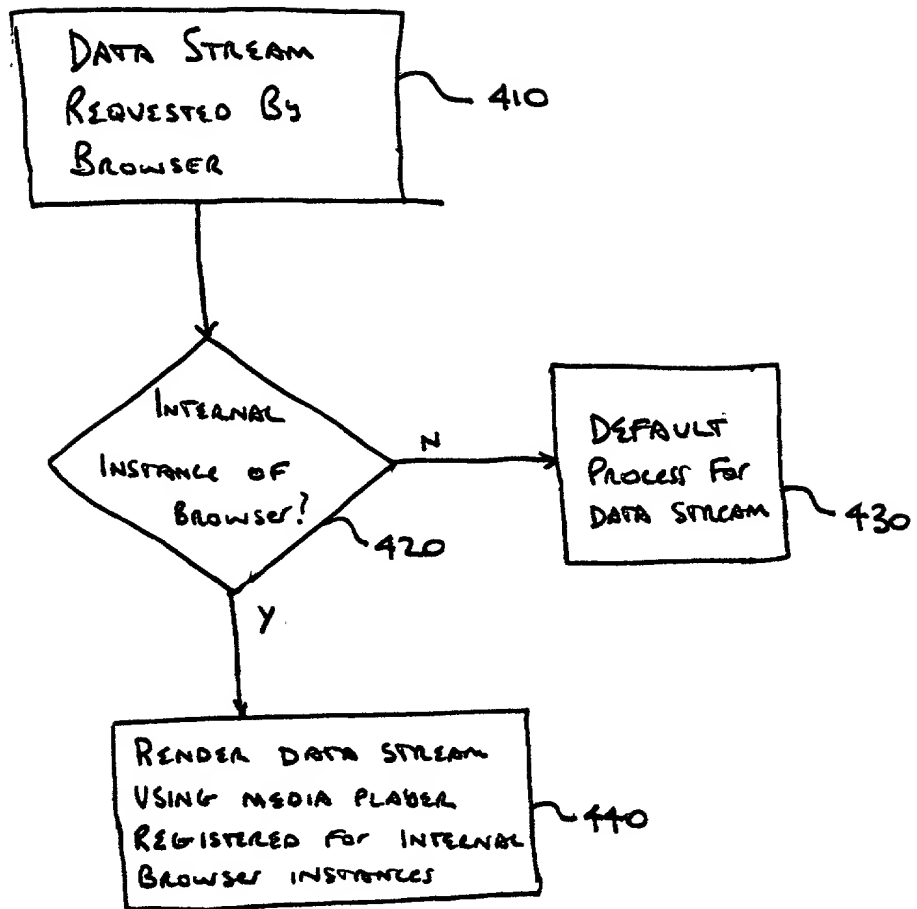 DATA STREAM
REQUESTED BY
BROWSER
410
INTERNAL
INSTANCE OF
BROWSER?
420
N
DEFAULT
PROCESS FOR
DATA STREAM
430
Y
RENDER DATA STREAM
USING MEDIA PLAYER
REGISTERED FOR INTERNAL
BROWSER INSTANCES
440